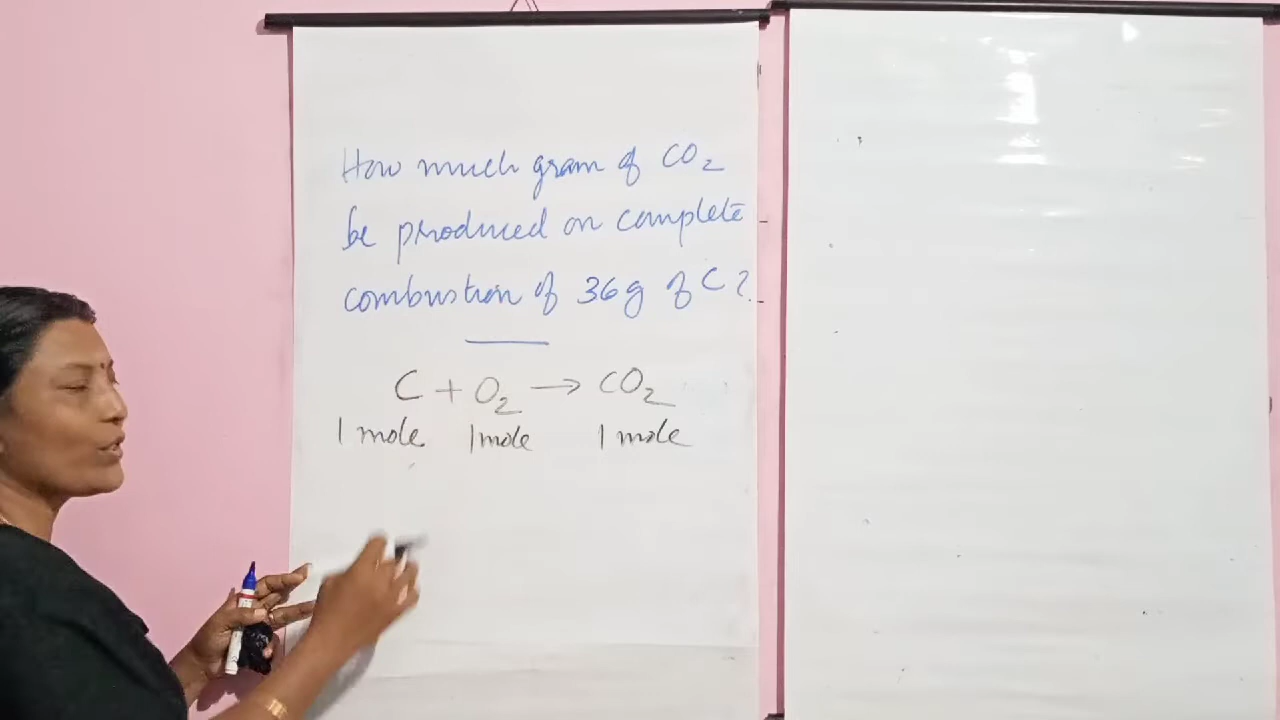 How much gram of CO₂
be produced on complete
combustion of 36g of C?
C + O₂ → CO₂
1 mole 1 mole 1 mole